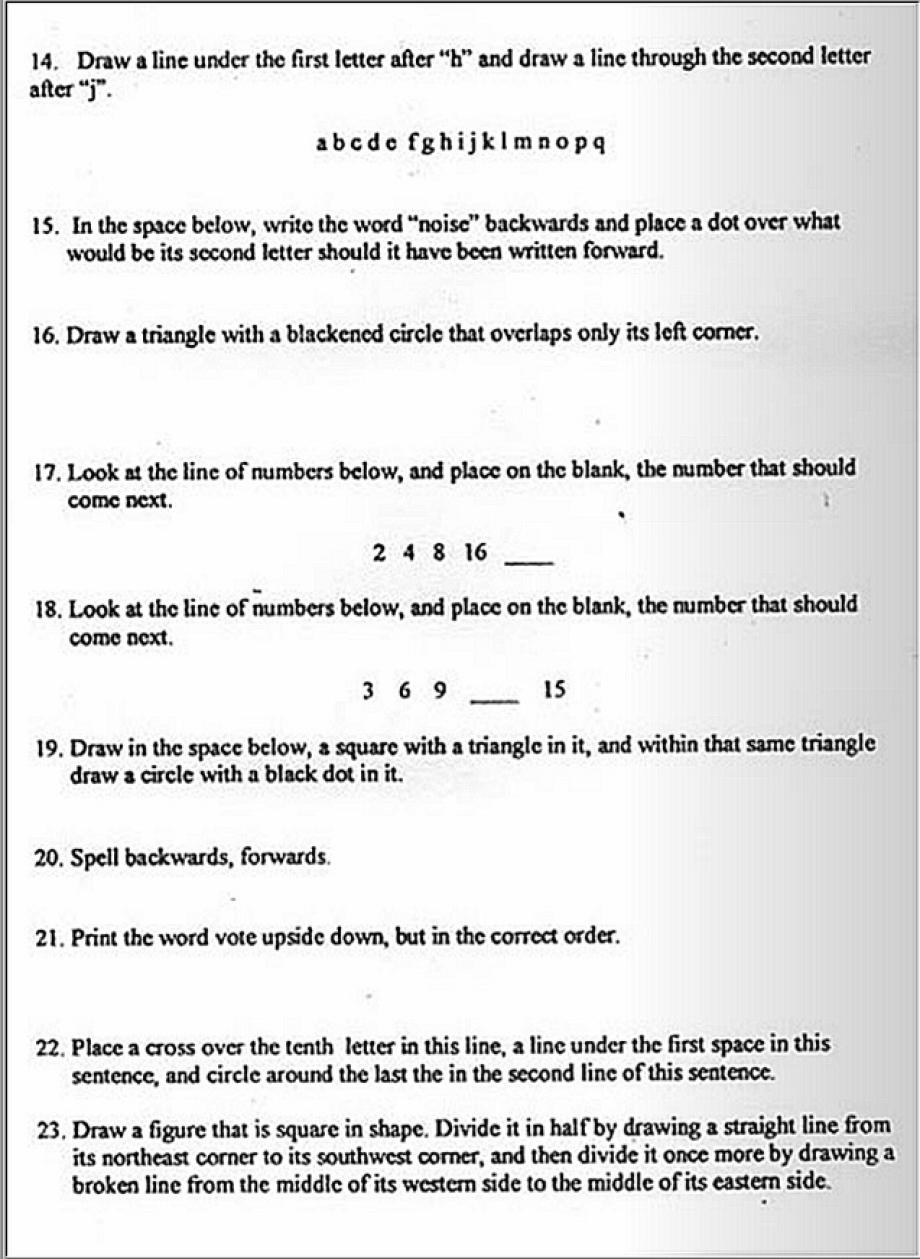 14. Draw a line under the first letter after “h” and draw a line through the second letter
after “j”.
a b c d e f g h i j k l m n o p q
15. In the space below, write the word “noise” backwards and place a dot over what
would be its second letter should it have been written forward.
16. Draw a triangle with a blackened circle that overlaps only its left corner.
17. Look at the line of numbers below, and place on the blank, the number that should
come next.
2 4 8 16 ____
18. Look at the line of numbers below, and place on the blank, the number that should
come next.
3 6 9 ____ 15
19. Draw in the space below, a square with a triangle in it, and within that same triangle
draw a circle with a black dot in it.
20. Spell backwards, forwards.
21. Print the word vote upside down, but in the correct order.
22. Place a cross over the tenth letter in this line, a line under the first space in this
sentence, and circle around the last the in the second line of this sentence.
23. Draw a figure that is square in shape. Divide it in half by drawing a straight line from
its northeast corner to its southwest corner, and then divide it once more by drawing a
broken line from the middle of its western side to the middle of its eastern side.